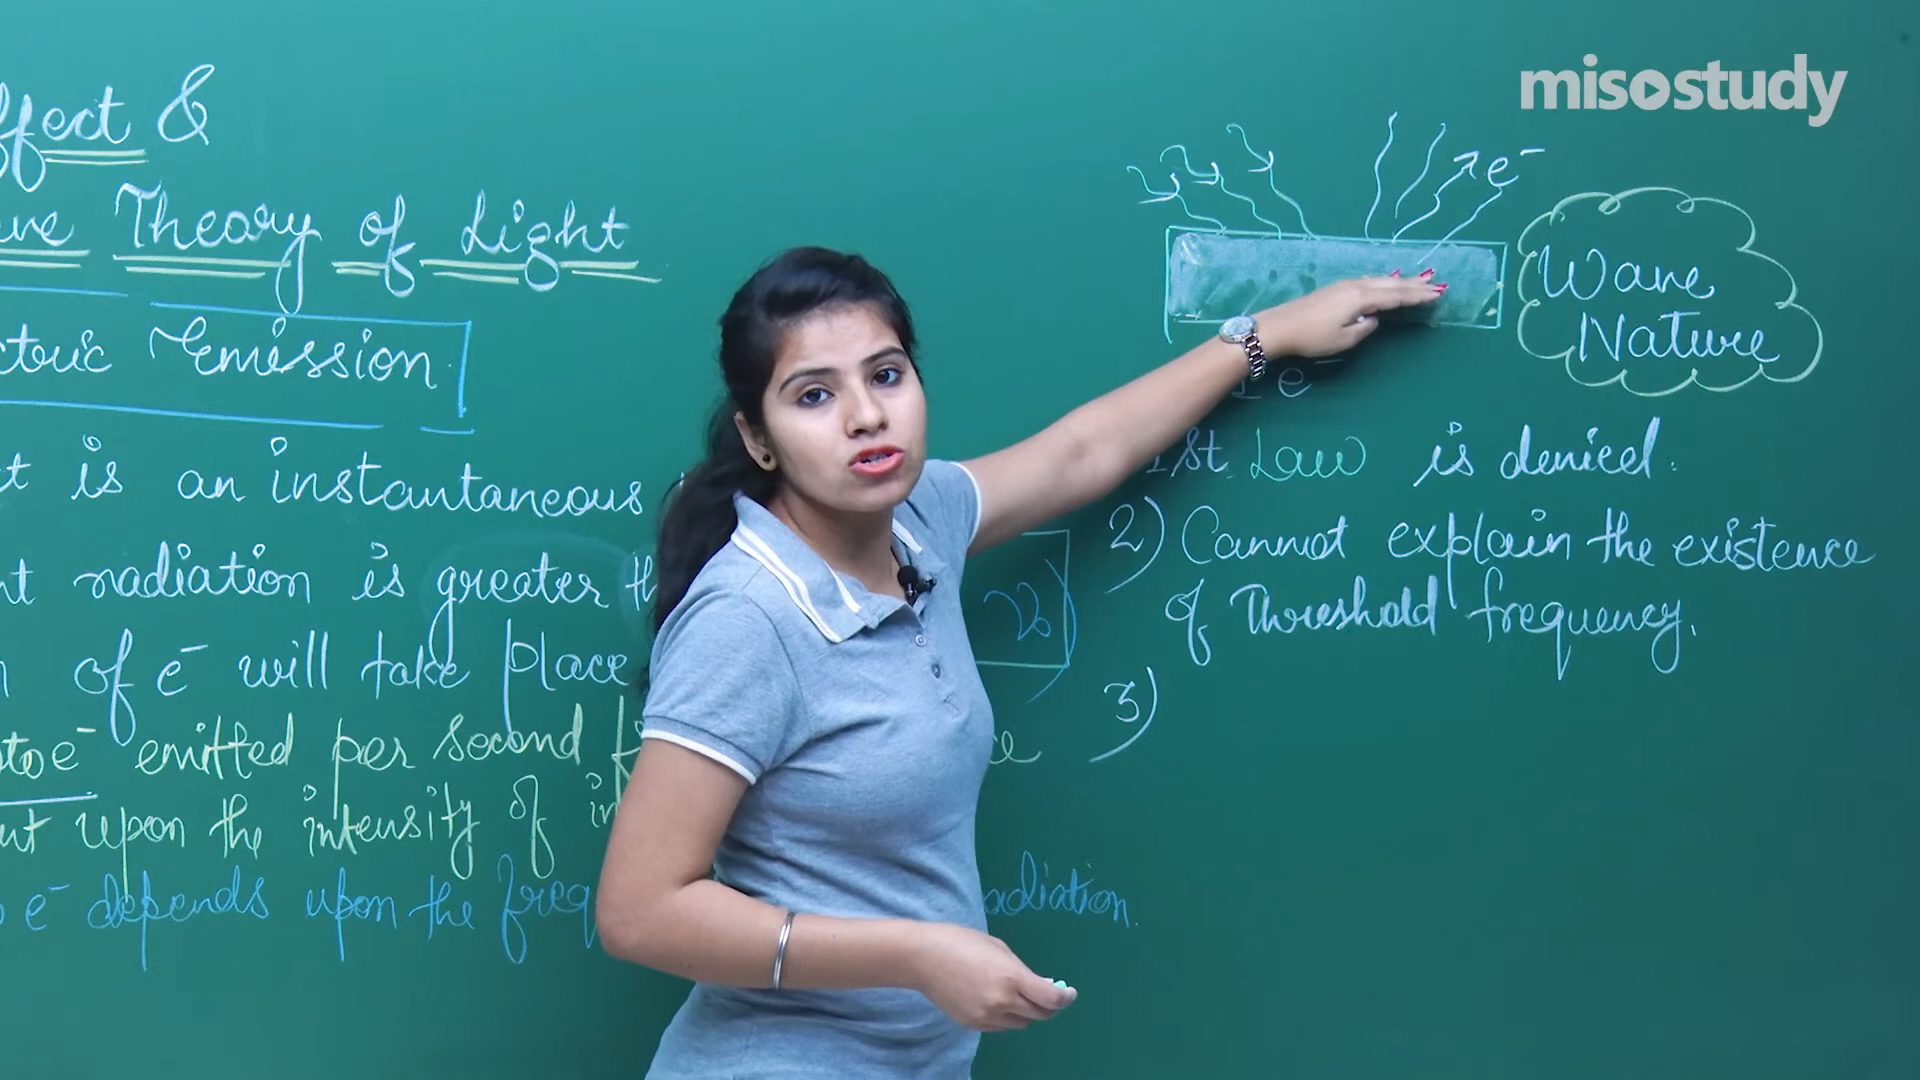 misostudy
ffect &
ve Theory of Light
ctric Emission
e⁻
Wave
Nature
1 e⁻
t is an instantaneous
nt radiation is greater th
of e⁻ will take place
toe⁻ emitted per second f
nt upon the intensity of in
e⁻ depends upon the freq adiation.
1st Law is denied.
2) Cannot explain the existence
of Threshold frequency.
3)